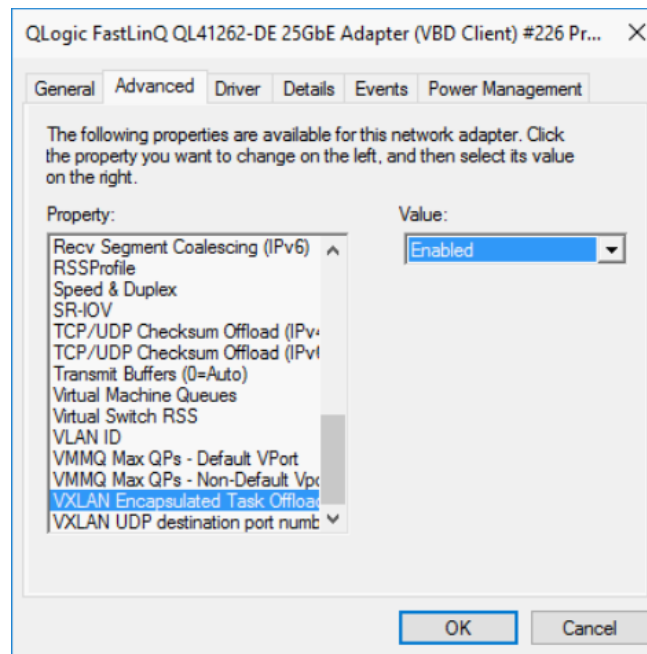 QLogic FastLinQ QL41262-DE 25GbE Adapter (VBD Client) #226 Pr...
General Advanced Driver Details Events Power Management
The following properties are available for this network adapter. Click
the property you want to change on the left, and then select its value
on the right.
Property: Value:
Recv Segment Coalescing (IPv6) Enabled
RSSProfile
Speed & Duplex
SR-IOV
TCP/UDP Checksum Offload (IPv4
TCP/UDP Checksum Offload (IPv6
Transmit Buffers (0=Auto)
Virtual Machine Queues
Virtual Switch RSS
VLAN ID
VMMQ Max QPs - Default VPort
VMMQ Max QPs - Non-Default Vpo
VXLAN Encapsulated Task Offload
VXLAN UDP destination port numb
OK Cancel